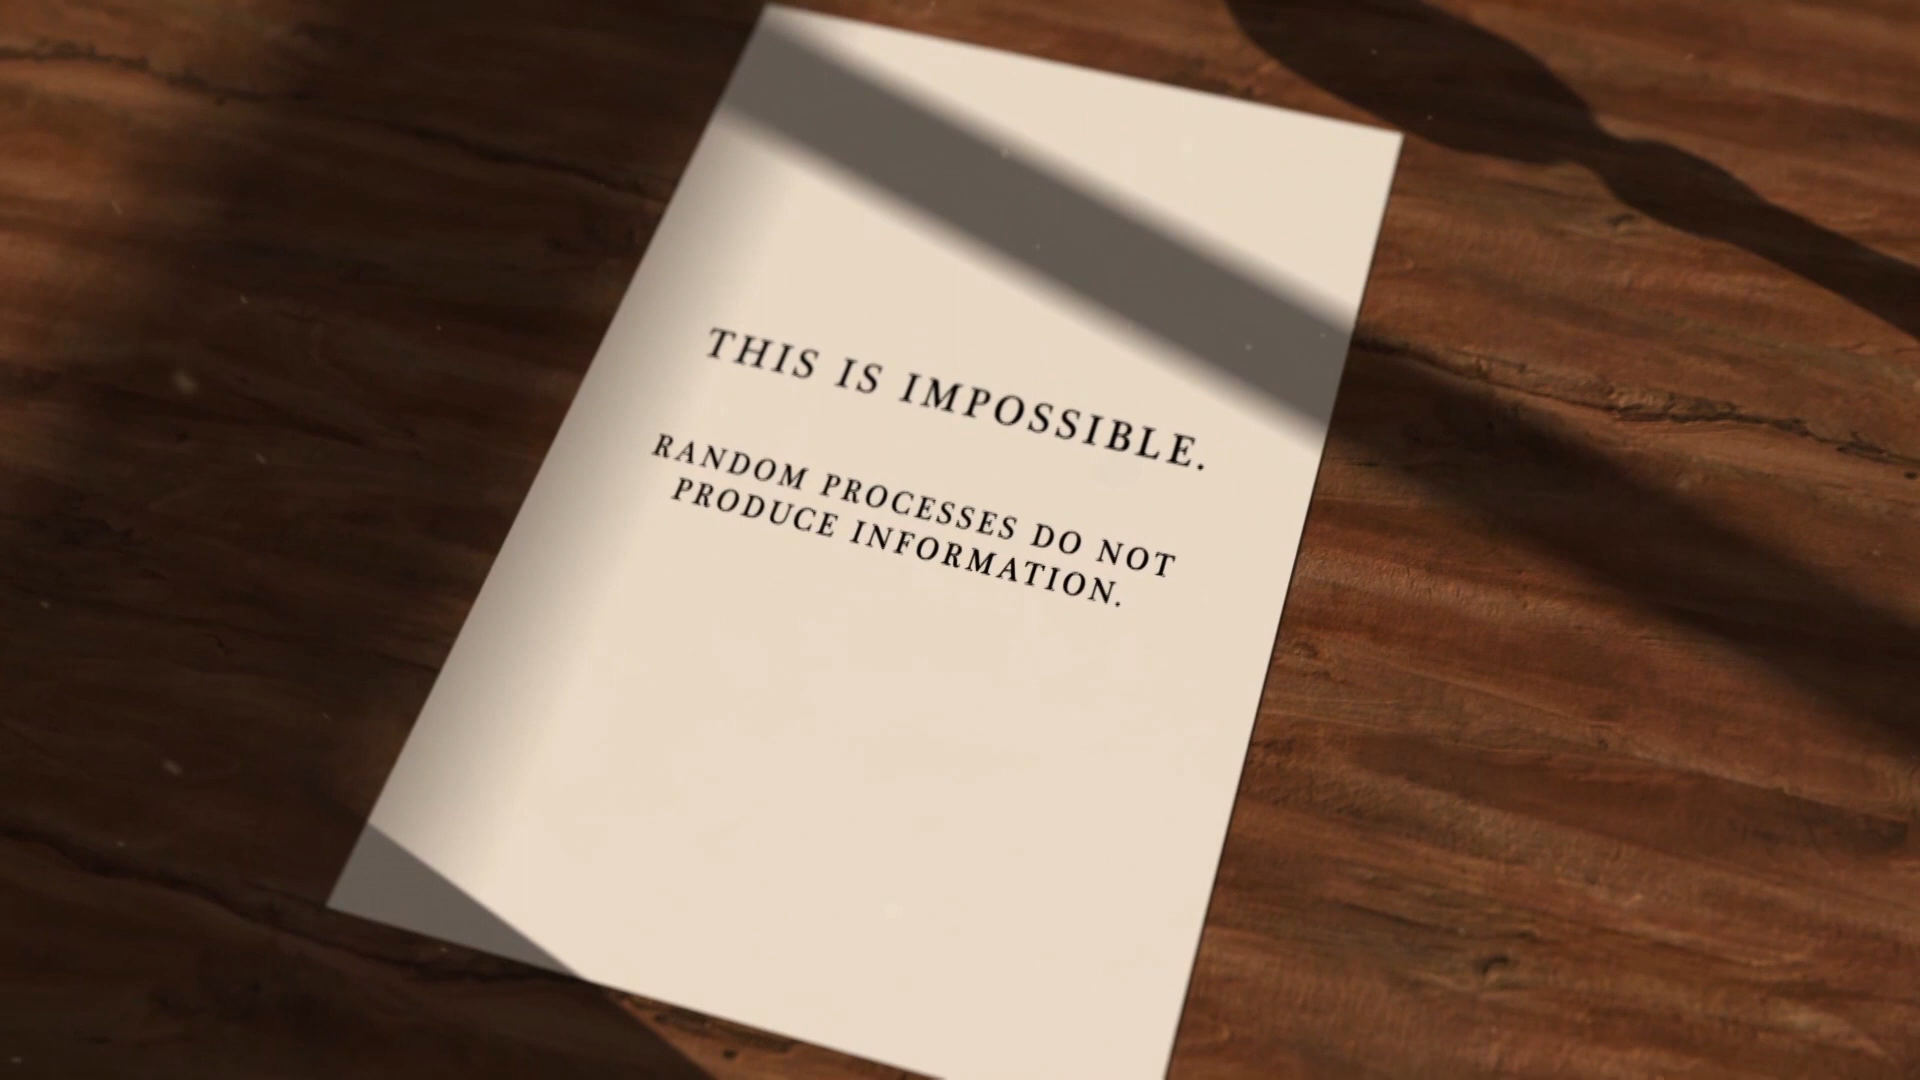 THIS IS IMPOSSIBLE.
RANDOM PROCESSES DO NOT
PRODUCE INFORMATION.